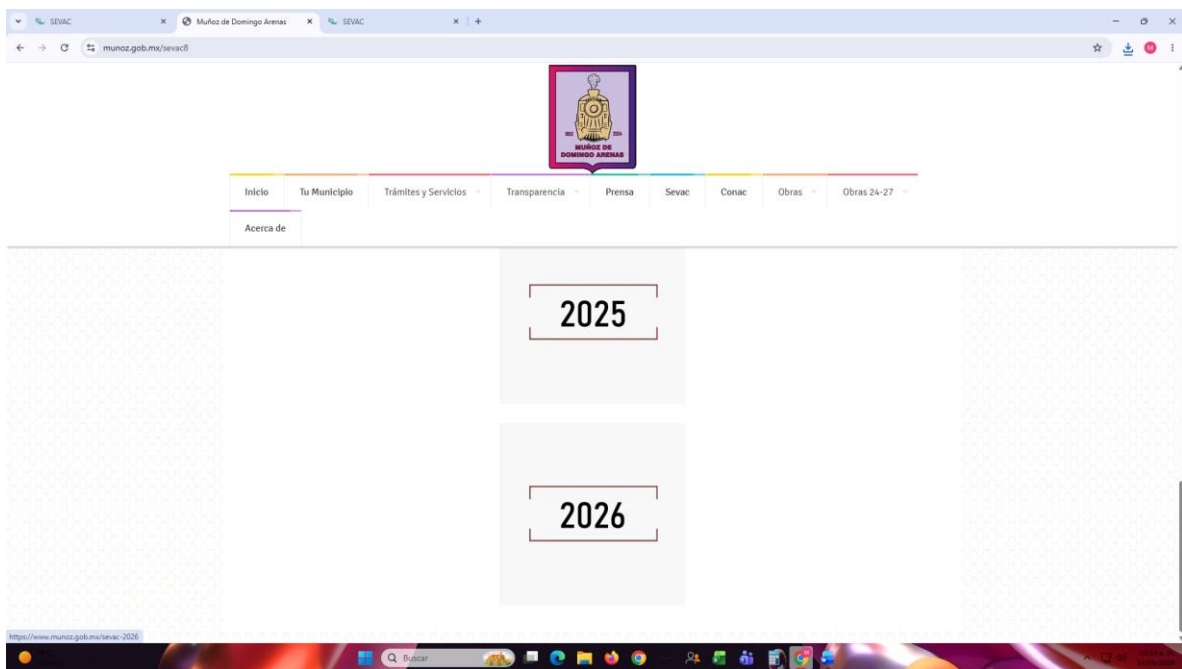 SEVAC
Muñoz de Domingo Arenas
SEVAC
munoz.gob.mx/sevac8
M
MUÑOZ DE
DOMINGO ARENAS
Inicio Tu Municipio Trámites y Servicios Transparencia Prensa Sevac Conac Obras Obras 24-27
Acerca de
2025
2026
https://www.munoz.gob.mx/sevac-2026
Buscar